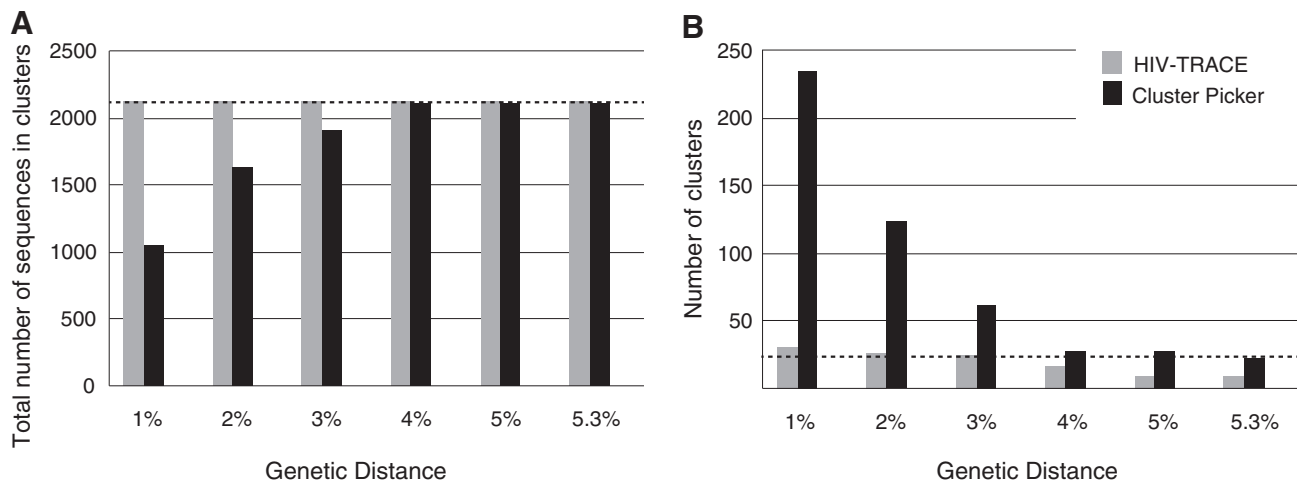 A
Total number of sequences in clusters
2500
2000
1500
1000
500
0
1% 2% 3% 4% 5% 5.3%
Genetic Distance
B
Number of clusters
250
200
150
100
50
HIV-TRACE
Cluster Picker
1% 2% 3% 4% 5% 5.3%
Genetic Distance